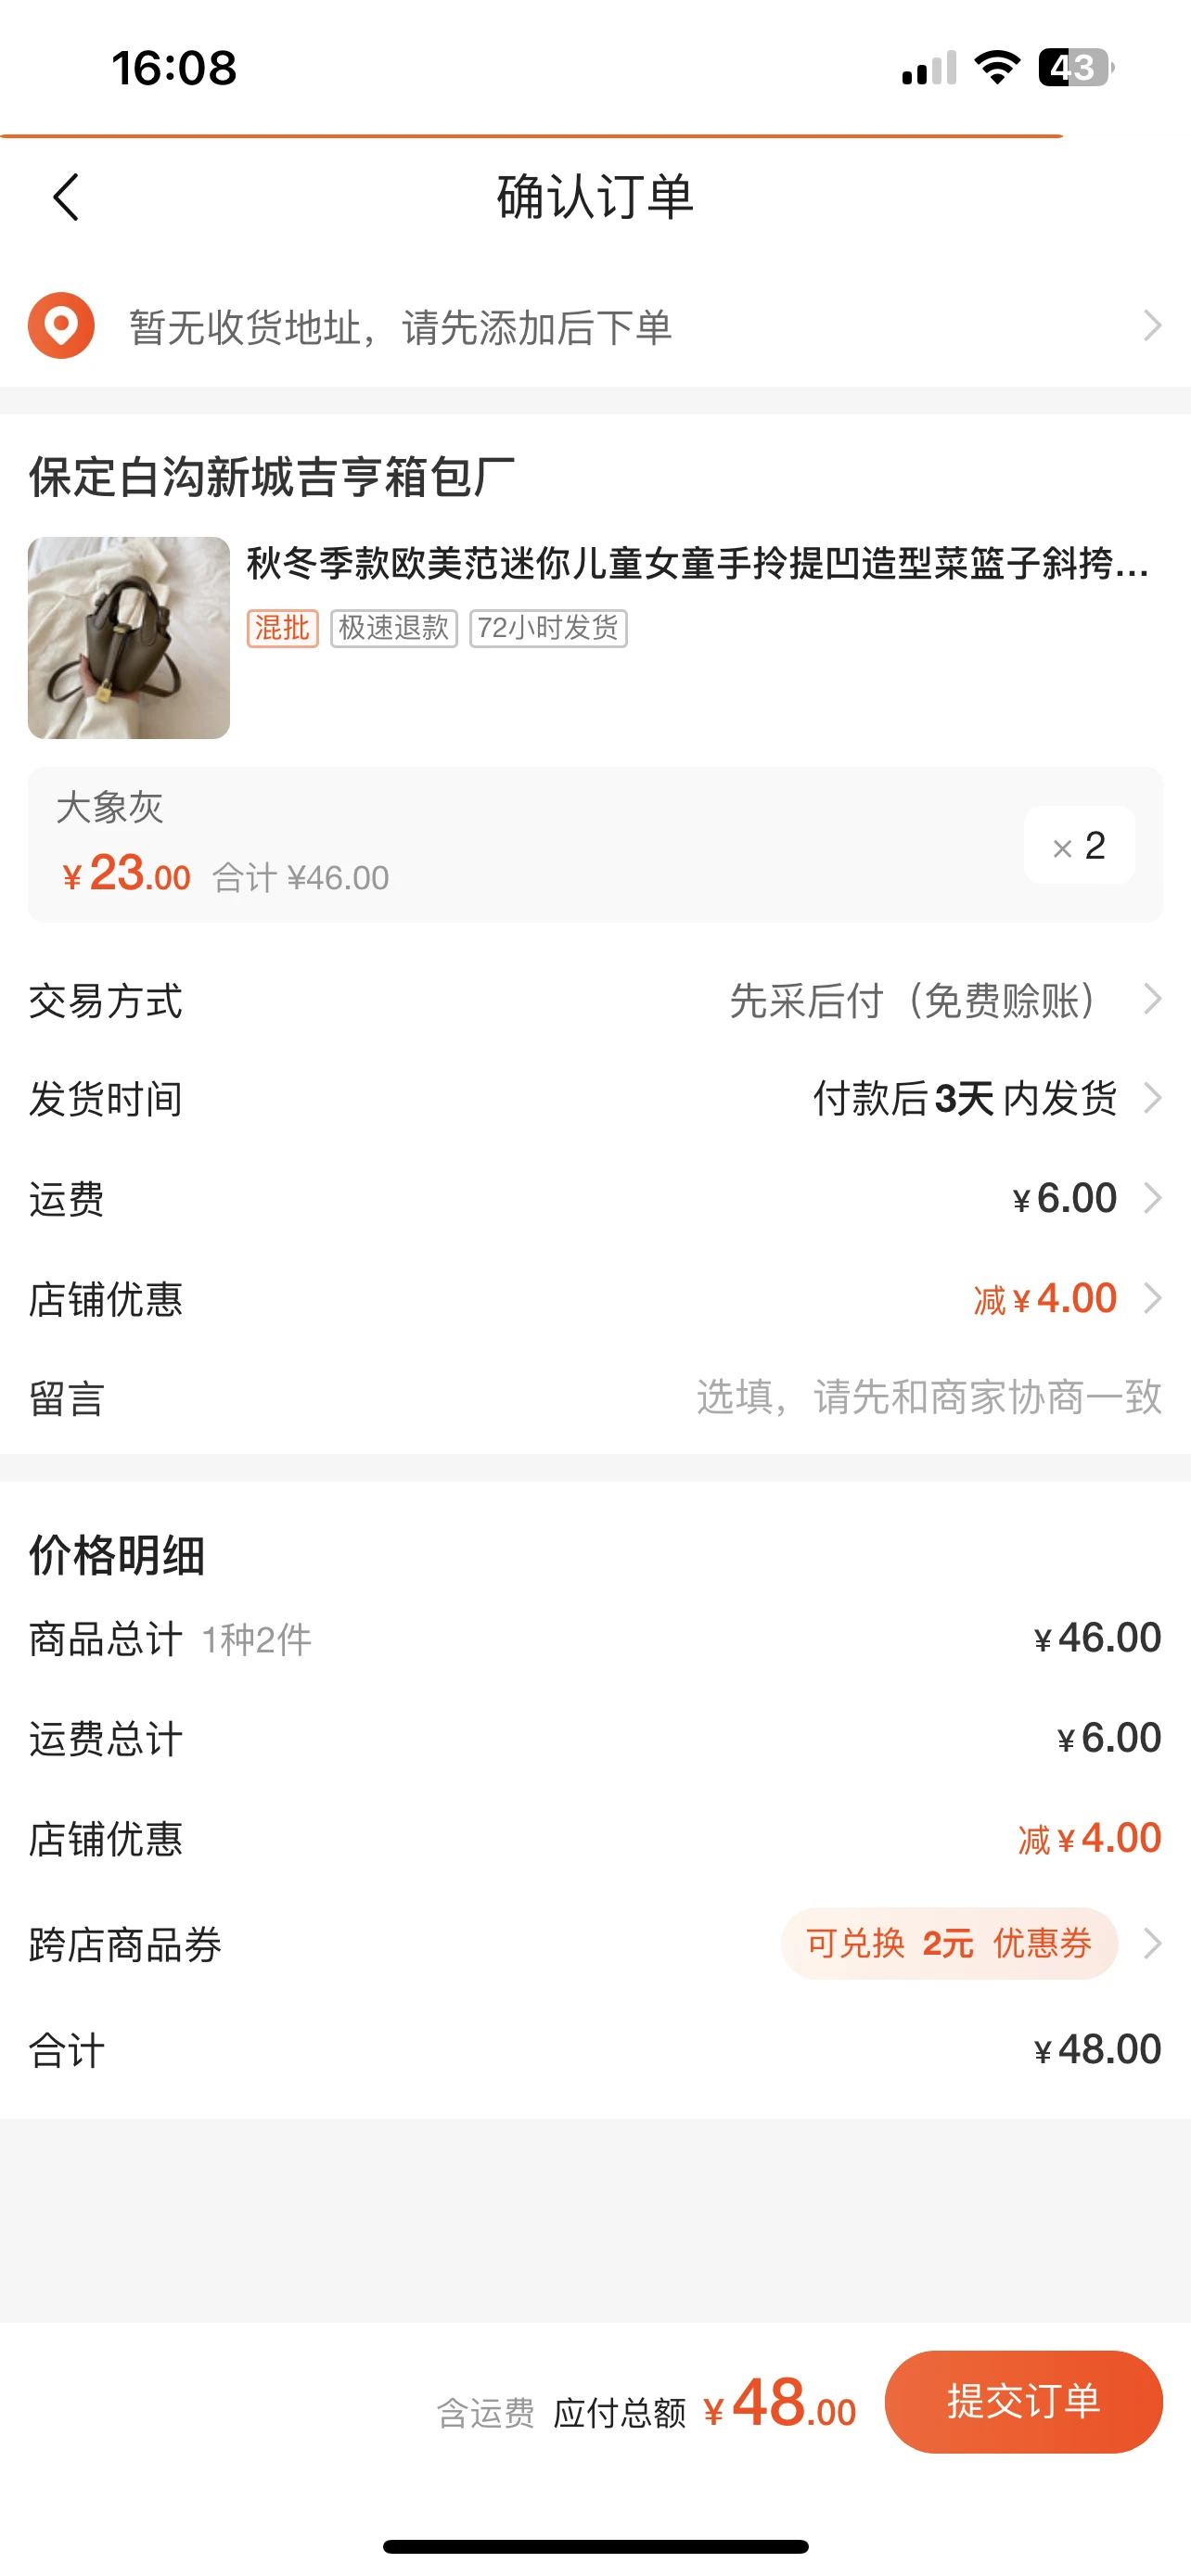 16:08
43
确认订单
暂无收货地址，请先添加后下单
保定白沟新城吉亨箱包厂
秋冬季款欧美范迷你儿童女童手拎提凹造型菜篮子斜挎...
混批 极速退款 72小时发货
大象灰
¥23.00 合计 ¥46.00
× 2
交易方式 先采后付（免费赊账）
发货时间 付款后3天内发货
运费 ¥6.00
店铺优惠 减¥4.00
留言 选填，请先和商家协商一致
价格明细
商品总计 1种2件 ¥46.00
运费总计 ¥6.00
店铺优惠 减¥4.00
跨店商品券 可兑换 2元 优惠券
合计 ¥48.00
含运费 应付总额 ¥48.00 提交订单